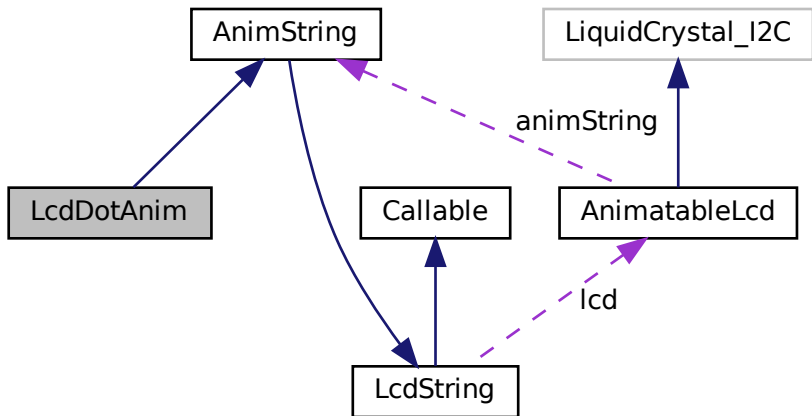 AnimString
LiquidCrystal_I2C
animString
LcdDotAnim
Callable
AnimatableLcd
lcd
LcdString